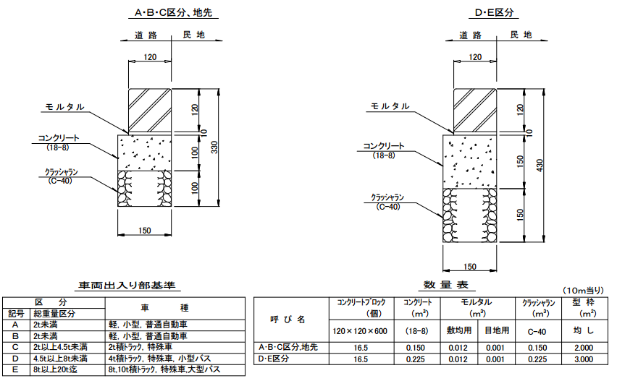 A・B・C区分、地先
道路 民地
120
モルタル
コンクリート
(18-8)
クラッシャラン
(C-40)
120
10
100
100
330
150
D・E区分
道路 民地
120
モルタル
コンクリート
(18-8)
クラッシャラン
(C-40)
120
10
150
150
430
150
車両出入り部基準
区分 車種
記号 総重量区分
A 2t未満 軽, 小型, 普通自動車
B 2t未満 軽, 小型, 普通自動車
C 2t以上4.5t未満 2t積トラック, 特殊車
D 4.5t以上8t未満 4t積トラック, 特殊車, 小型バス
E 8t以上20t迄 8t,10t積トラック, 特殊車,大型バス
数量表
(10m当り)
呼び名 コンクリートブロック(個) コンクリート(m³) モルタル(m³) クラッシャラン(m³) 型枠(m²)
120×120×600 (18-8) 敷均用 目地用 C-40 均し
A・B・C区分,地先 16.5 0.150 0.012 0.001 0.150 2.000
D・E区分 16.5 0.225 0.012 0.001 0.225 3.000